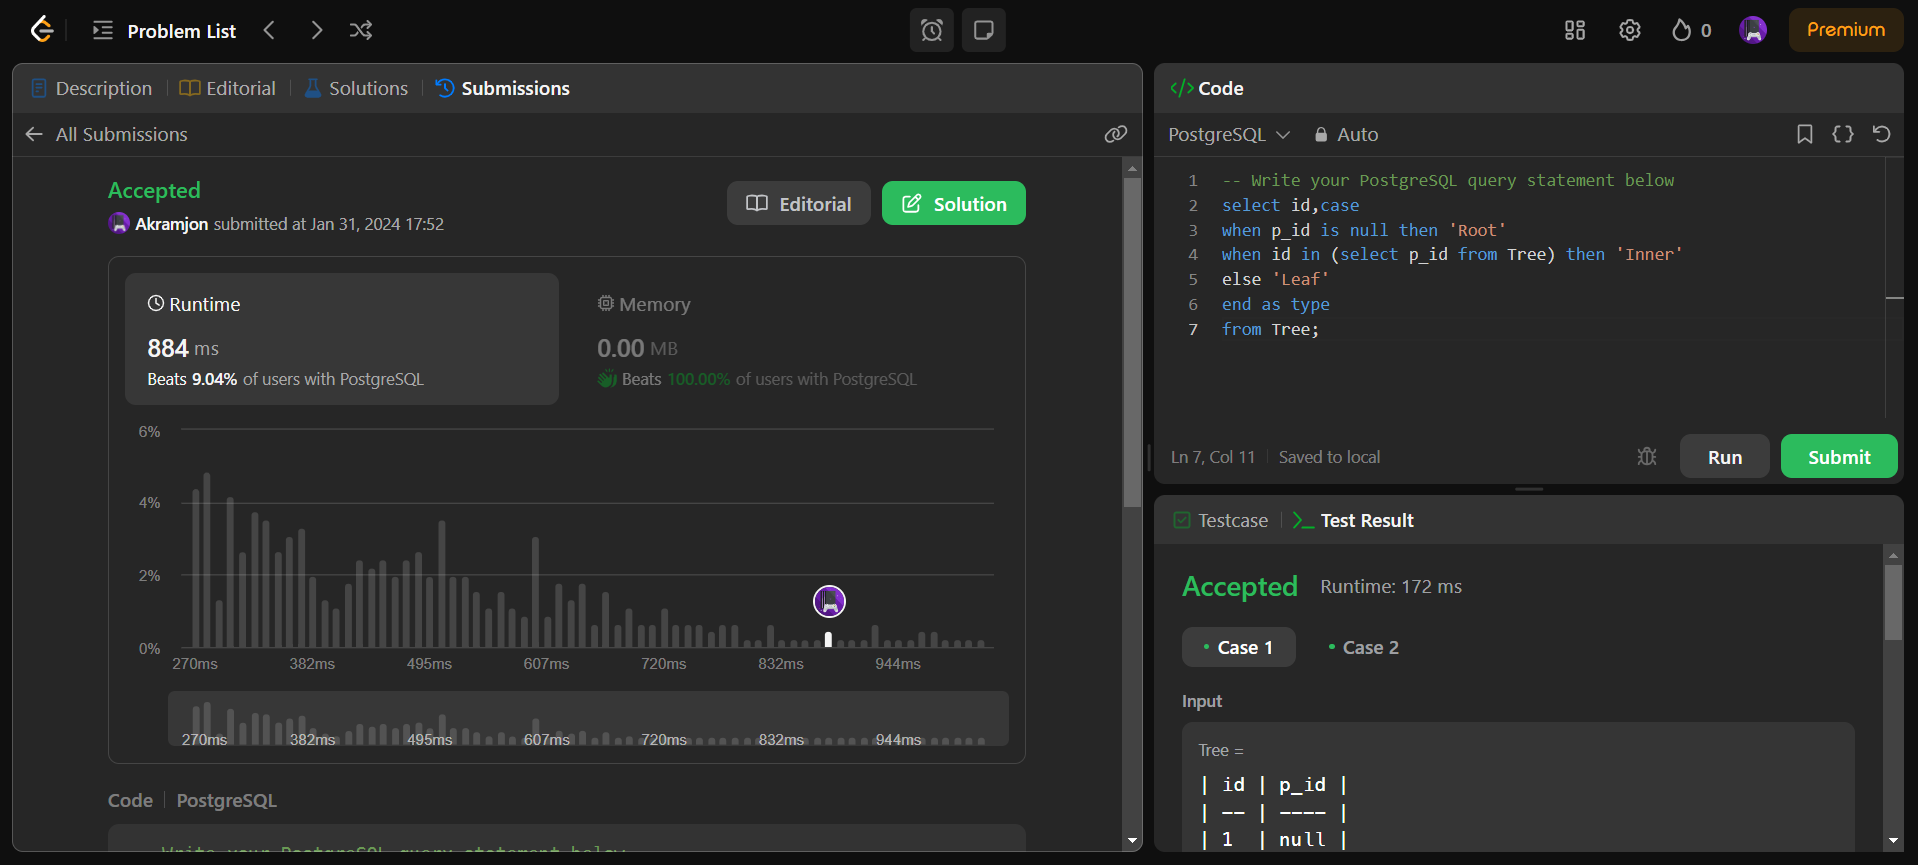 Problem List
0
Premium
Description
Editorial
Solutions
Submissions
All Submissions
Accepted
Akramjon submitted at Jan 31, 2024 17:52
Editorial
Solution
Runtime
884 ms
Beats 9.04% of users with PostgreSQL
Memory
0.00 MB
Beats 100.00% of users with PostgreSQL
6%
4%
2%
0%
270ms 382ms 495ms 607ms 720ms 832ms 944ms
270ms 382ms 495ms 607ms 720ms 832ms 944ms
Code | PostgreSQL
-- Write your PostgreSQL query statement below
</> Code
PostgreSQL
Auto
1 -- Write your PostgreSQL query statement below
2 select id,case
3 when p_id is null then 'Root'
4 when id in (select p_id from Tree) then 'Inner'
5 else 'Leaf'
6 end as type
7 from Tree;
Ln 7, Col 11 | Saved to local
Run
Submit
Testcase
>_ Test Result
Accepted Runtime: 172 ms
• Case 1
• Case 2
Input
Tree =
| id | p_id |
| -- | ---- |
| 1 | null |